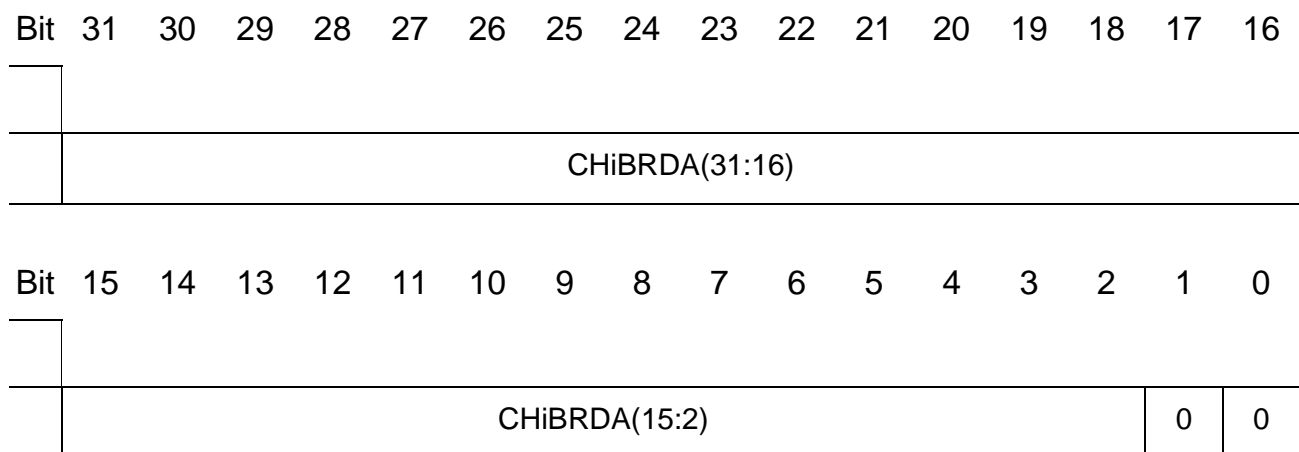 Bit 31 30 29 28 27 26 25 24 23 22 21 20 19 18 17 16
CHiBRDA(31:16)
Bit 15 14 13 12 11 10 9 8 7 6 5 4 3 2 1 0
CHiBRDA(15:2) 0 0